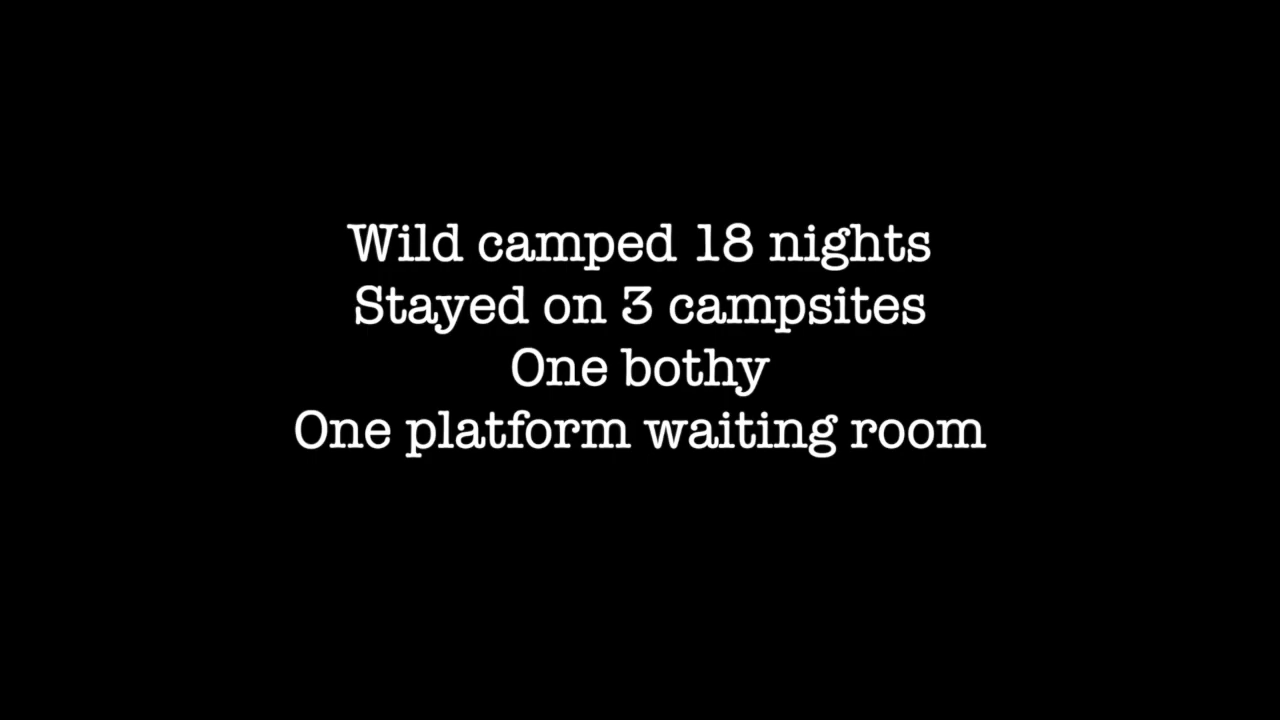 Wild camped 18 nights
Stayed on 3 campsites
One bothy
One platform waiting room